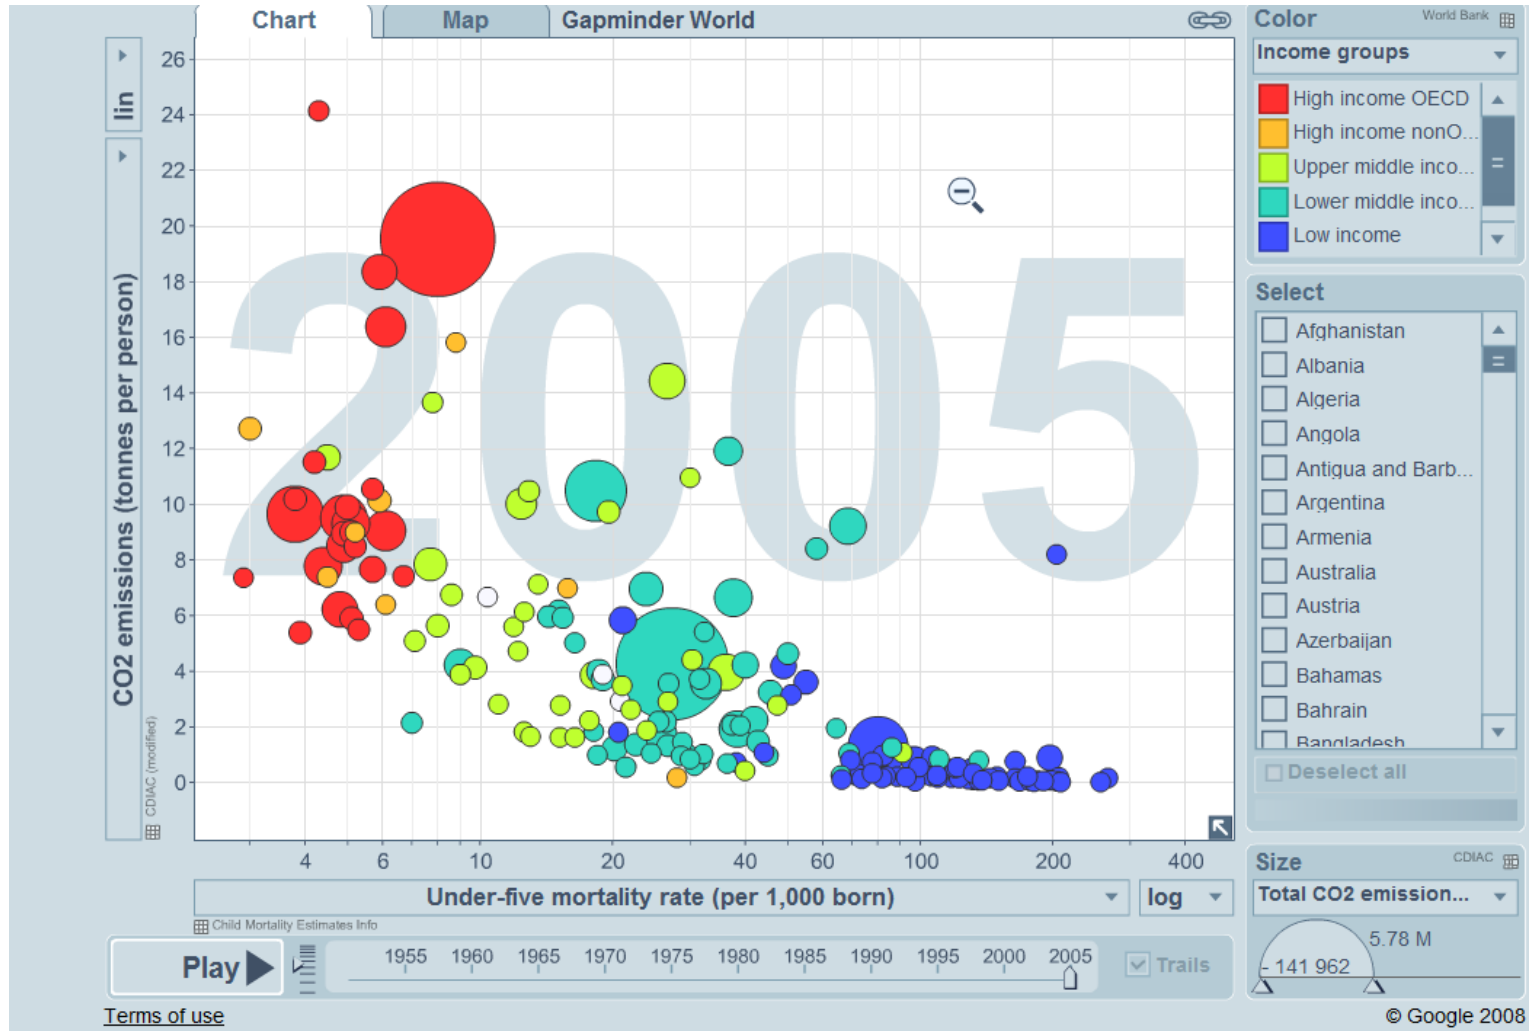 Chart
Map
Gapminder World
Color
World Bank
Income groups
High income OECD
High income nonO...
Upper middle inco...
Lower middle inco...
Low income
Select
Afghanistan
Albania
Algeria
Angola
Antigua and Barb...
Argentina
Armenia
Australia
Austria
Azerbaijan
Bahamas
Bahrain
Bangladesh
Deselect all
Size
CDIAC
Total CO2 emission...
5.78 M
- 141 962
lin
CO2 emissions (tonnes per person)
CDIAC (modified)
26
24
22
20
18
16
14
12
10
8
6
4
2
0
2005
4 6 10 20 40 60 100 200 400
Under-five mortality rate (per 1,000 born)
log
Child Mortality Estimates Info
Play
1955 1960 1965 1970 1975 1980 1985 1990 1995 2000 2005
Trails
Terms of use
© Google 2008